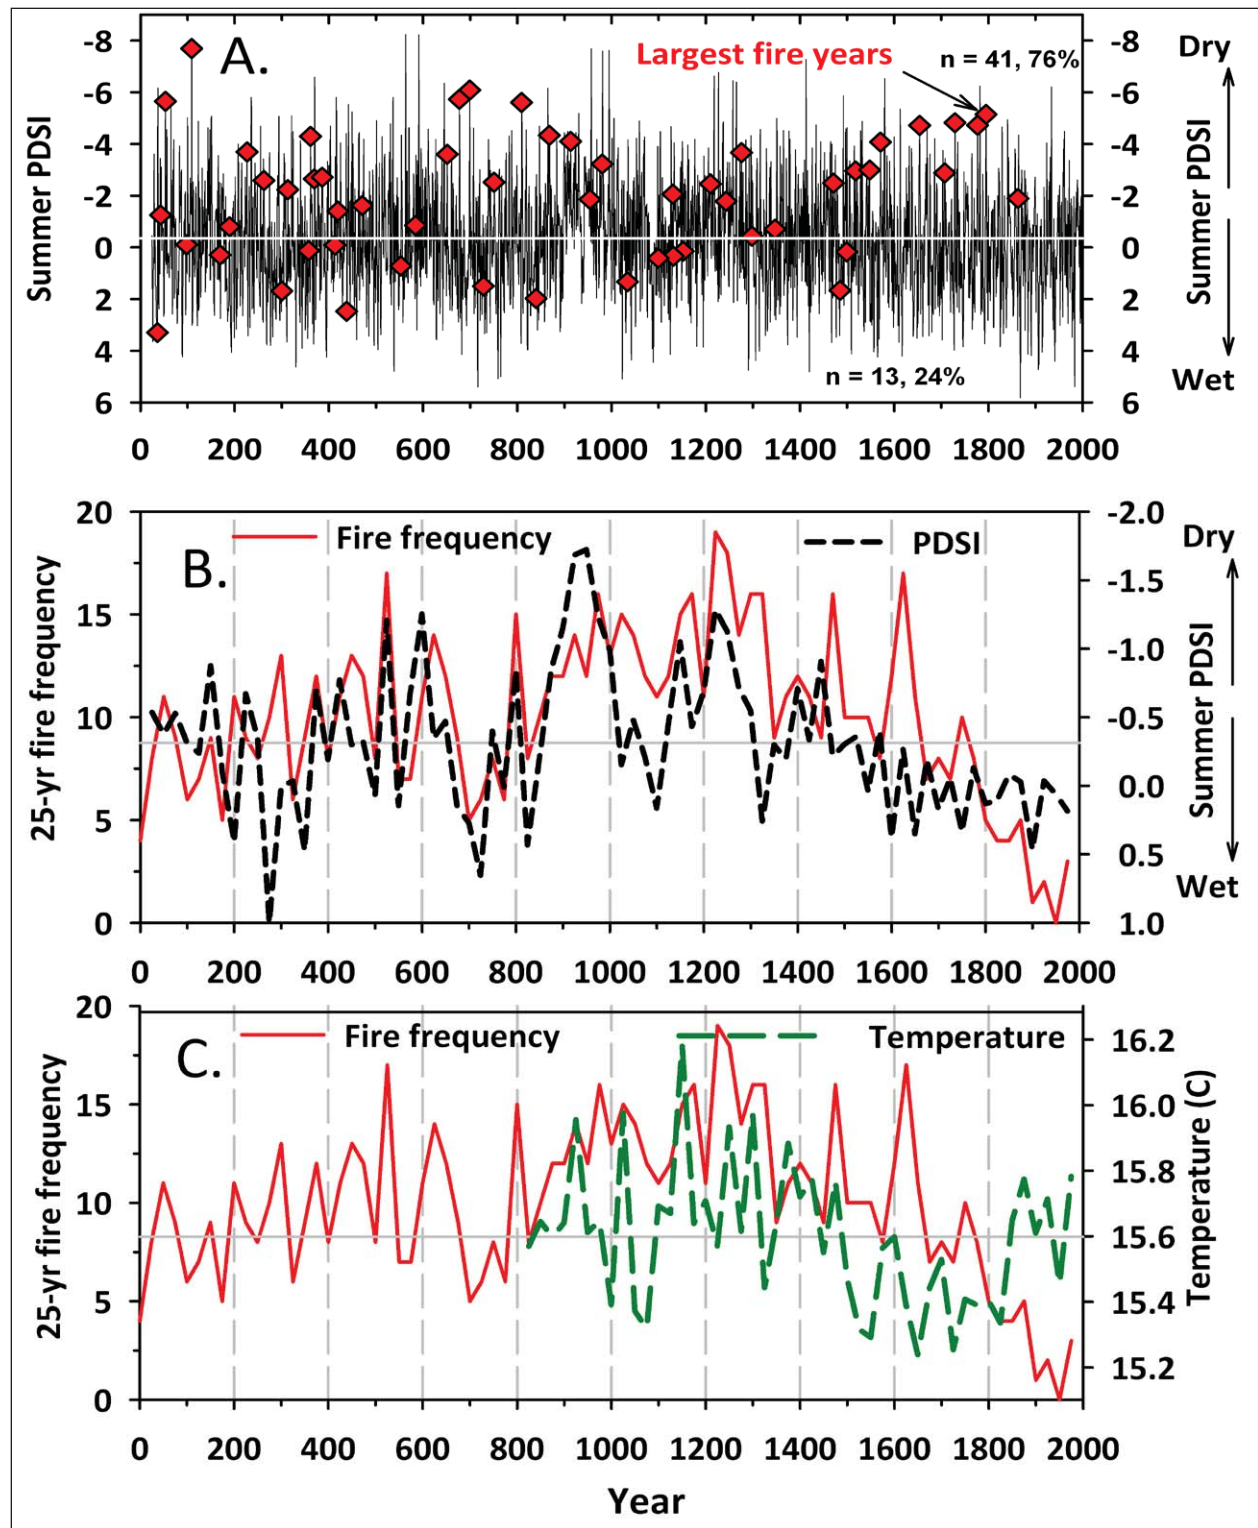 A.
Largest fire years
n = 41, 76%
n = 13, 24%
Summer PDSI
-8
-6
-4
-2
0
2
4
6
-8
-6
-4
-2
0
2
4
6
Dry
Summer PDSI
Wet
0 200 400 600 800 1000 1200 1400 1600 1800 2000
B.
Fire frequency
PDSI
25-yr fire frequency
20
15
10
5
0
-2.0
-1.5
-1.0
-0.5
0.0
0.5
1.0
Dry
Summer PDSI
Wet
0 200 400 600 800 1000 1200 1400 1600 1800 2000
C.
Fire frequency
Temperature
25-yr fire frequency
20
15
10
5
0
16.2
16.0
15.8
15.6
15.4
15.2
Temperature (C)
0 200 400 600 800 1000 1200 1400 1600 1800 2000
Year